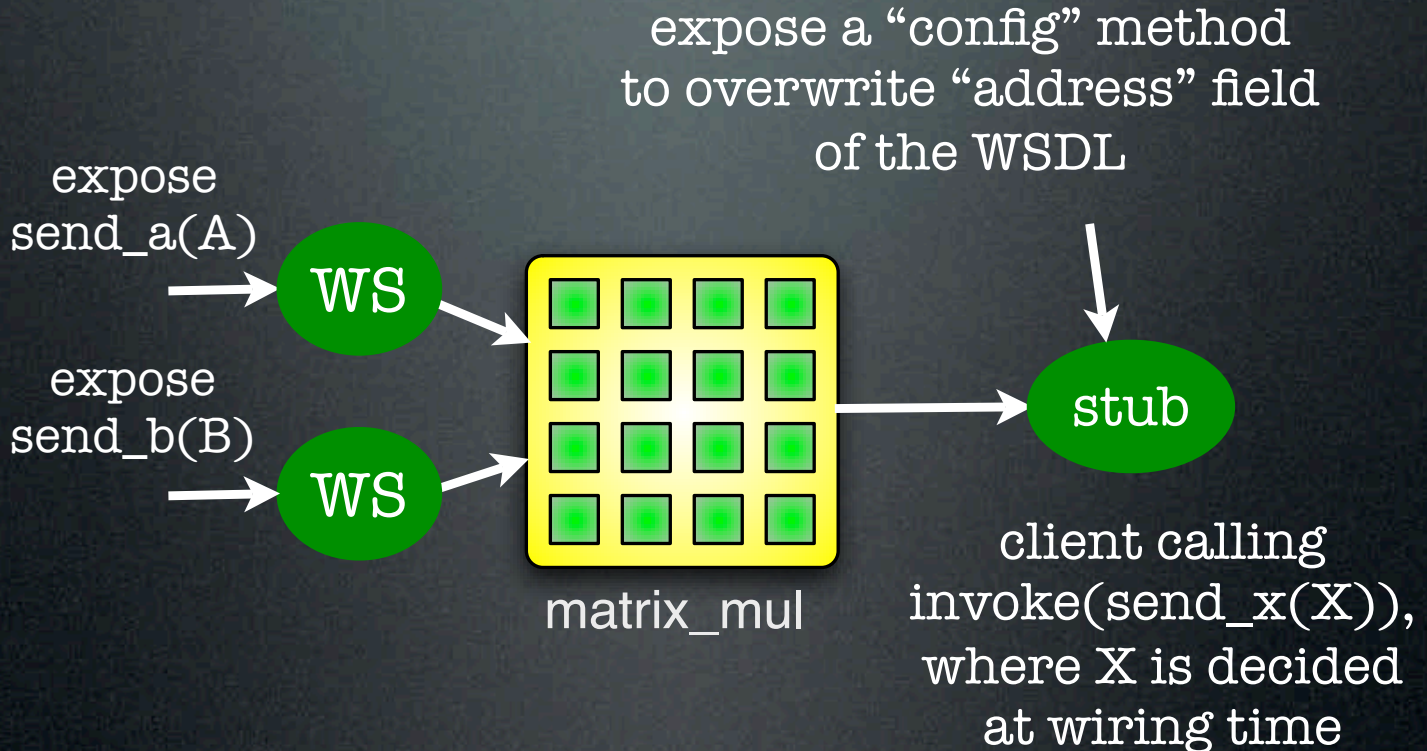 expose a “config” method
to overwrite “address” field
of the WSDL
expose
send_a(A)
WS
expose
send_b(B)
WS
matrix_mul
stub
client calling
invoke(send_x(X)),
where X is decided
at wiring time